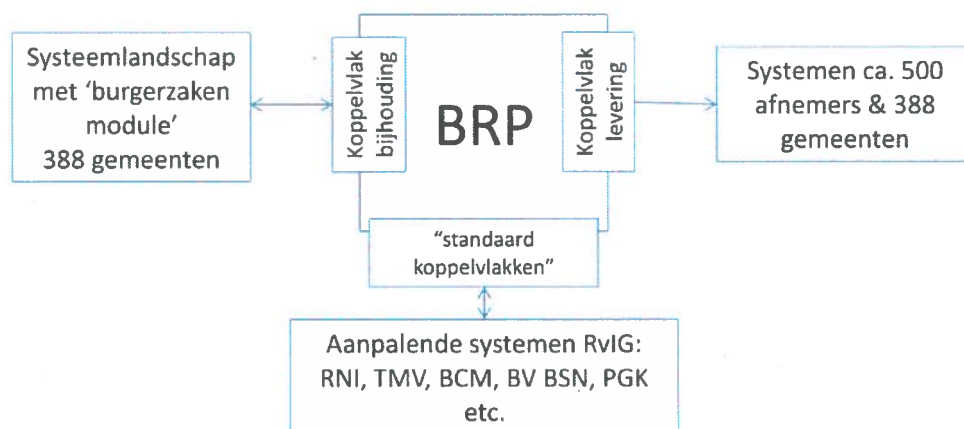 Systeemlandschap
met ‘burgerzaken
module’
388 gemeenten
Koppelvlak
bijhouding
BRP
Koppelvlak
levering
Systemen ca. 500
afnemers & 388
gemeenten
“standaard
koppelvlakken”
Aanpalende systemen RvIG:
RNI, TMV, BCM, BV BSN, PGK
etc.